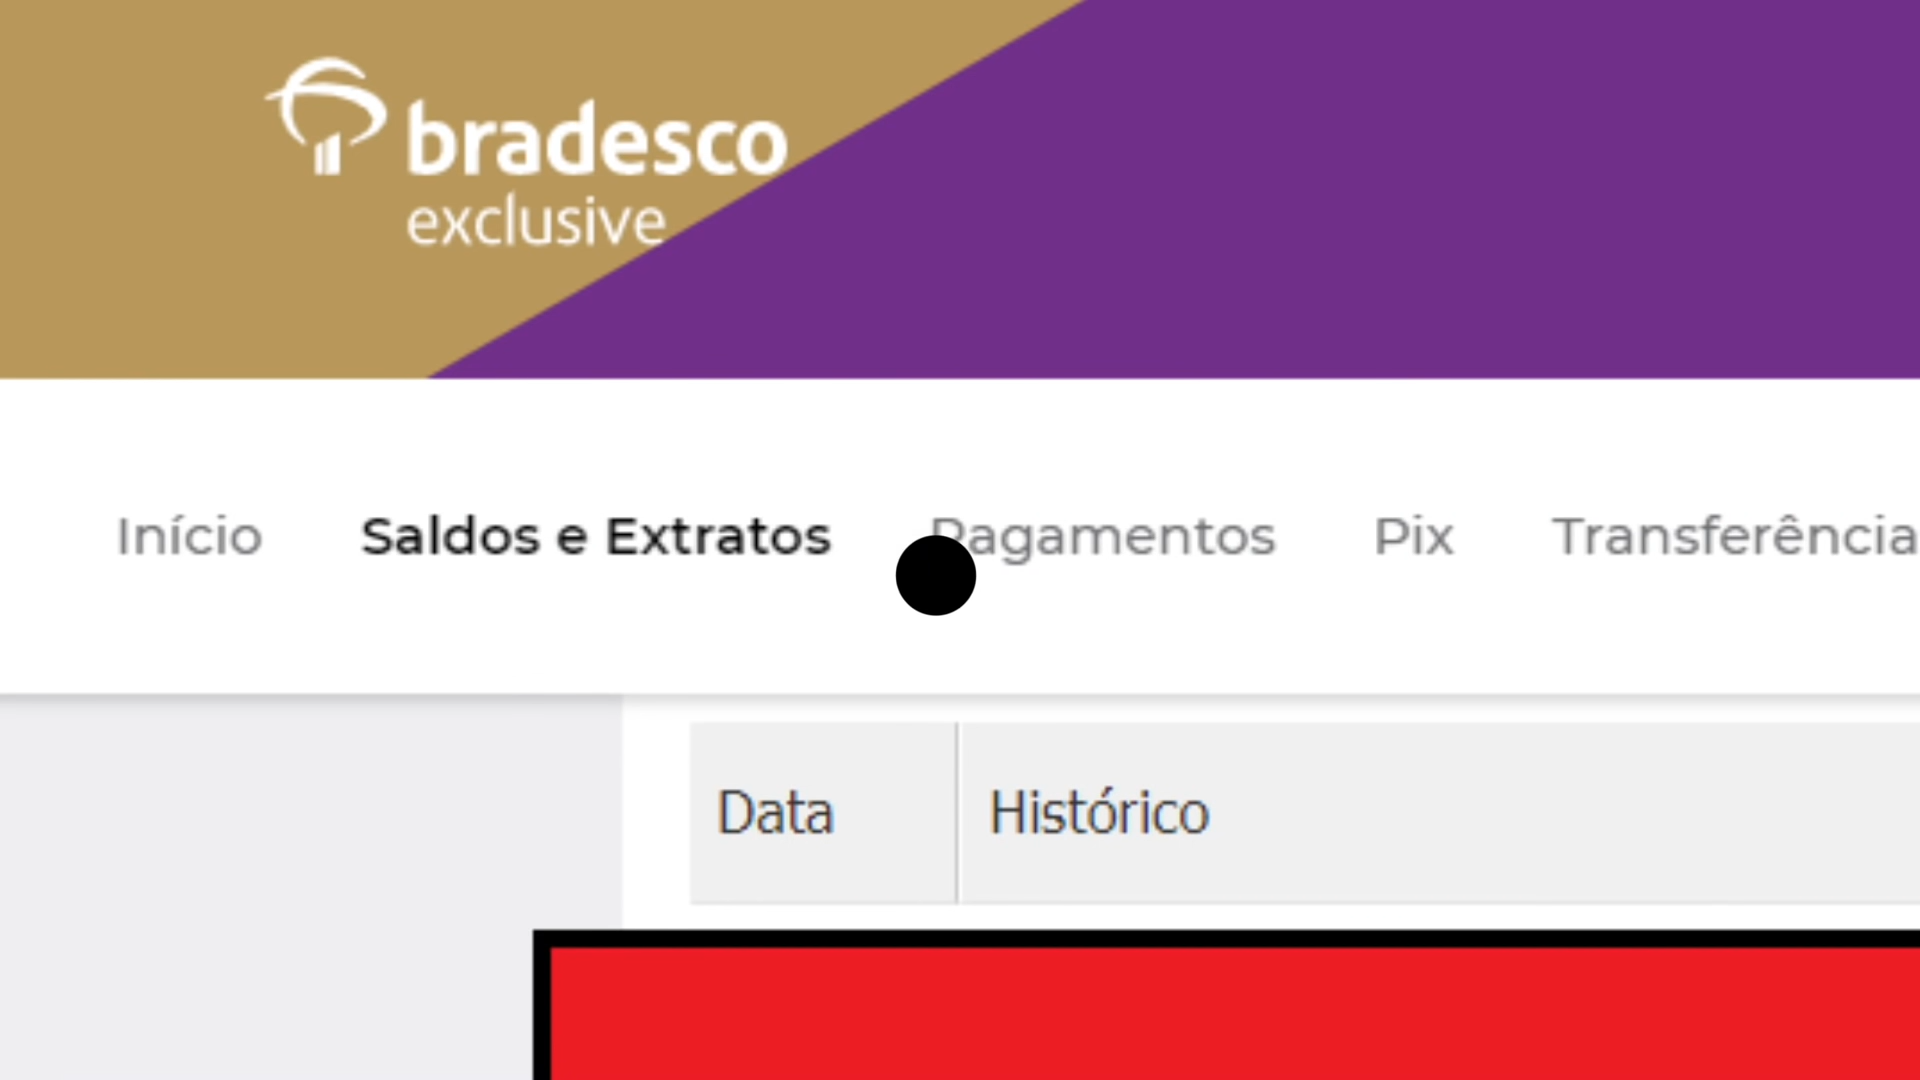 bradesco
exclusive
Início Saldos e Extratos Pagamentos Pix Transferência
Data Histórico